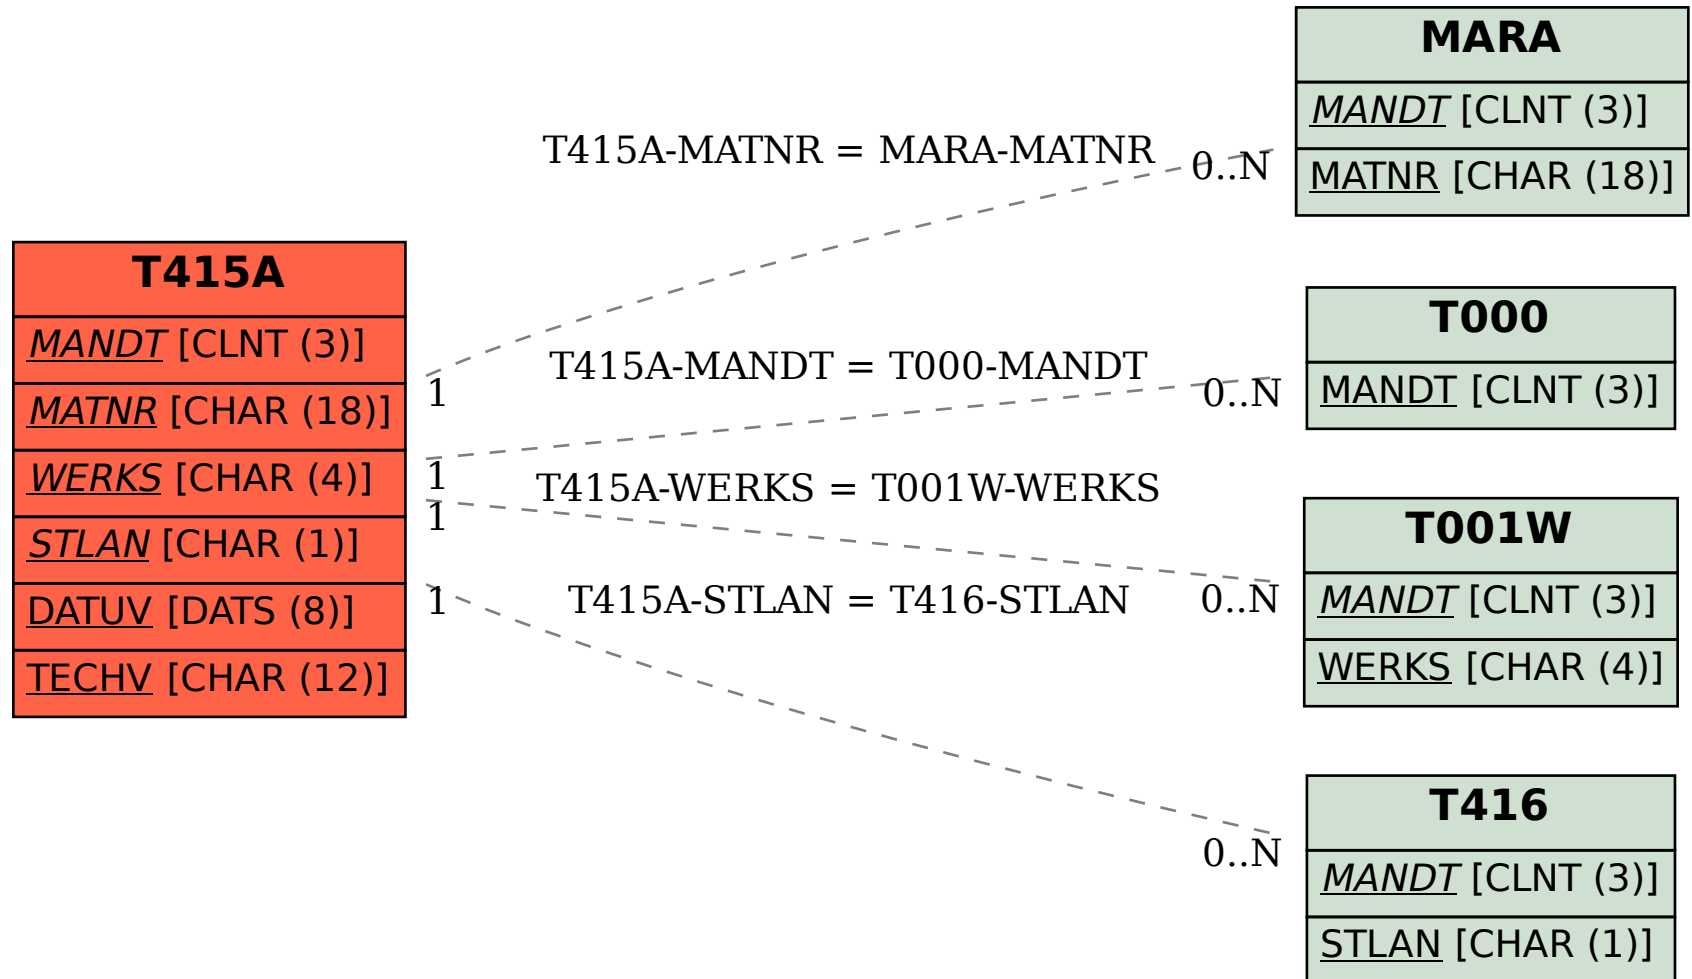 T415A
MANDT [CLNT (3)]
MATNR [CHAR (18)]
WERKS [CHAR (4)]
STLAN [CHAR (1)]
DATUV [DATS (8)]
TECHV [CHAR (12)]
T415A-MATNR = MARA-MATNR
0..N
1
T415A-MANDT = T000-MANDT
0..N
1
T415A-WERKS = T001W-WERKS
1
0..N
T415A-STLAN = T416-STLAN
1
0..N
MARA
MANDT [CLNT (3)]
MATNR [CHAR (18)]
T000
MANDT [CLNT (3)]
T001W
MANDT [CLNT (3)]
WERKS [CHAR (4)]
T416
MANDT [CLNT (3)]
STLAN [CHAR (1)]